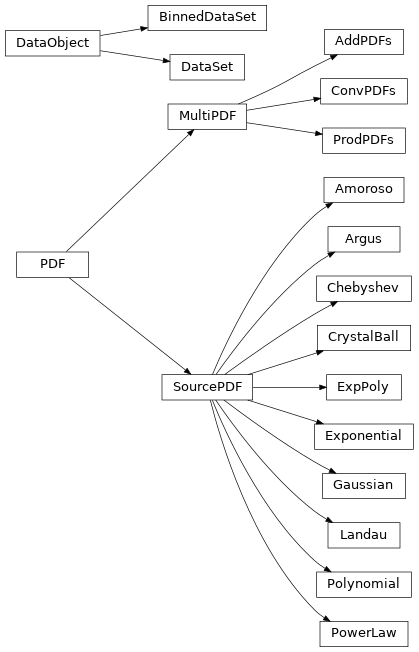 BinnedDataSet
DataObject
DataSet
AddPDFs
ConvPDFs
MultiPDF
ProdPDFs
Amoroso
Argus
PDF
Chebyshev
CrystalBall
SourcePDF
ExpPoly
Exponential
Gaussian
Landau
Polynomial
PowerLaw